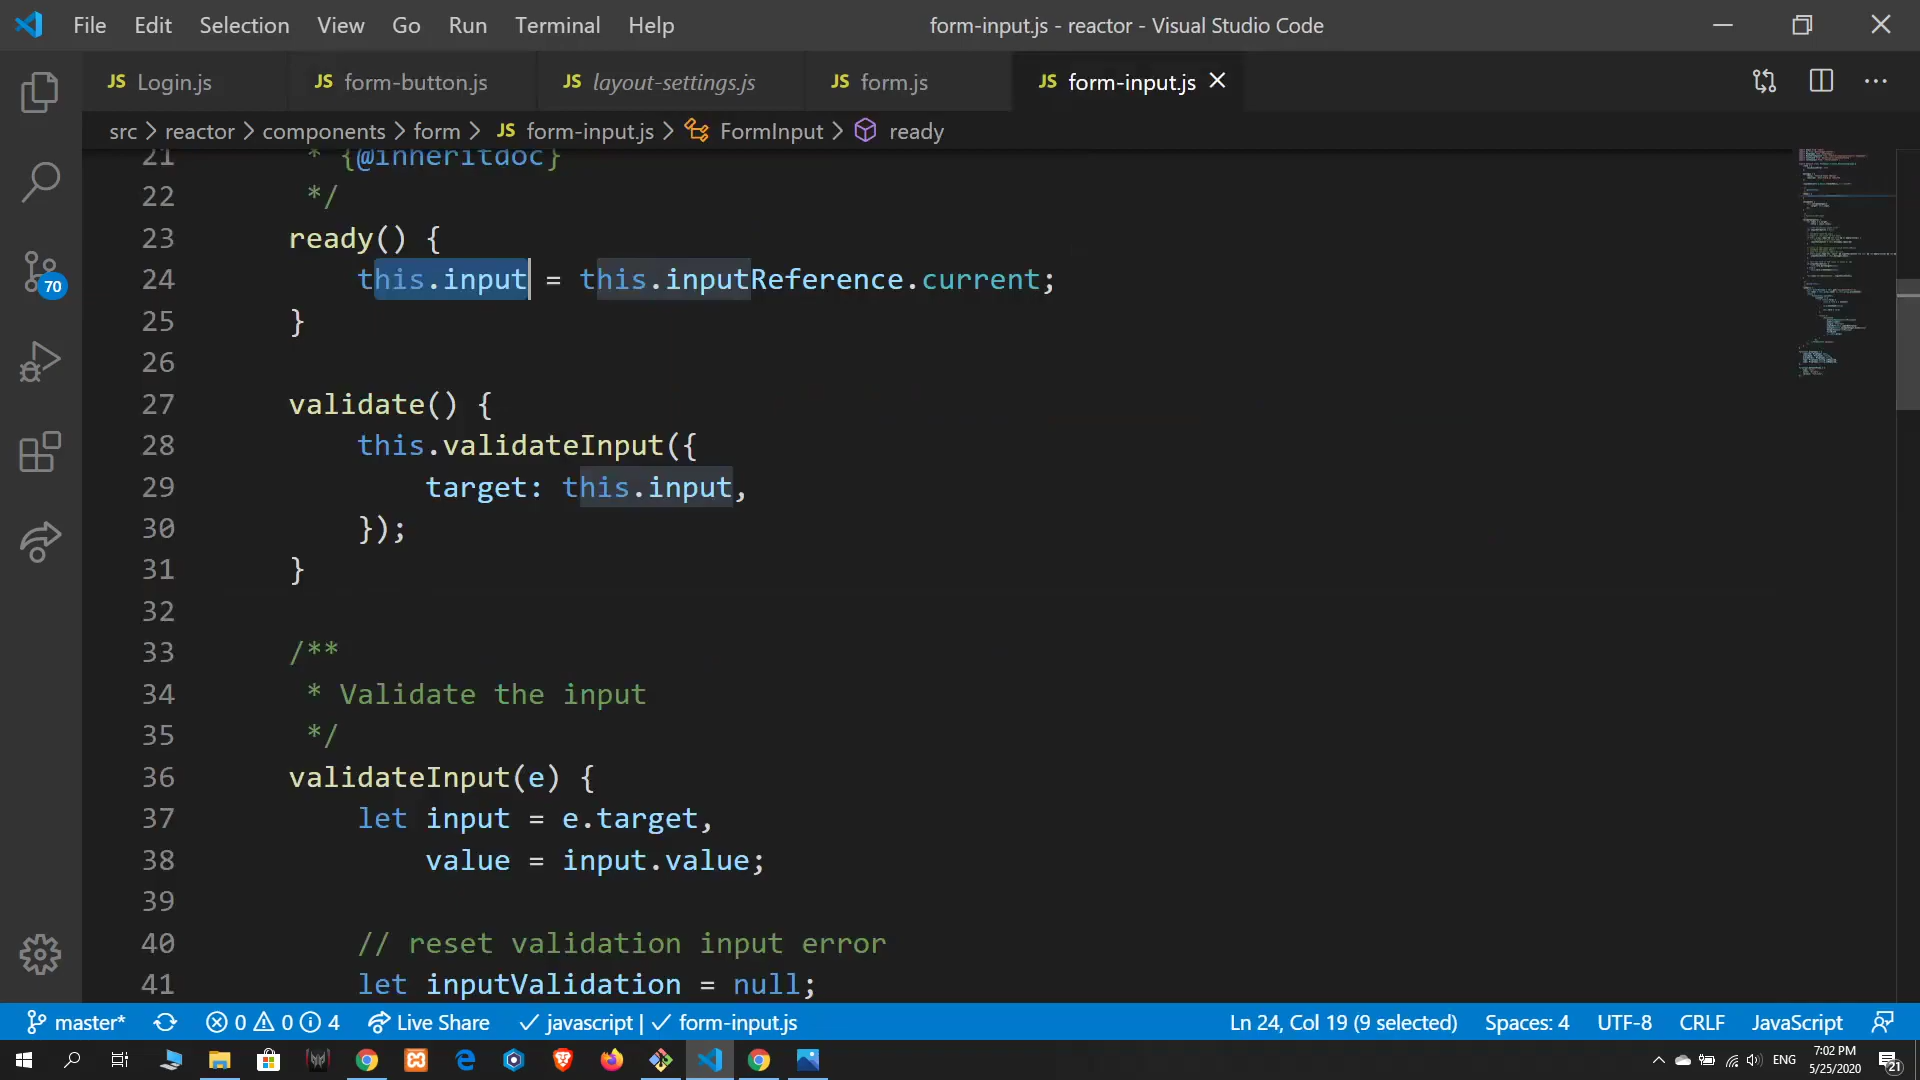 File Edit Selection View Go Run Terminal Help form-input.js - reactor - Visual Studio Code
JS Login.js JS form-button.js JS layout-settings.js JS form.js JS form-input.js
src > reactor > components > form > JS form-input.js > FormInput > ready
21 * {@inheritdoc}
22 */
23 ready() {
24 this.input = this.inputReference.current;
25 }
26
27 validate() {
28 this.validateInput({
29 target: this.input,
30 });
31 }
32
33 /**
34 * Validate the input
35 */
36 validateInput(e) {
37 let input = e.target,
38 value = input.value;
39
40 // reset validation input error
41 let inputValidation = null;
70
master* 0 0 4 Live Share javascript | form-input.js Ln 24, Col 19 (9 selected) Spaces: 4 UTF-8 CRLF JavaScript
ENG 7:02 PM
5/25/2020 21